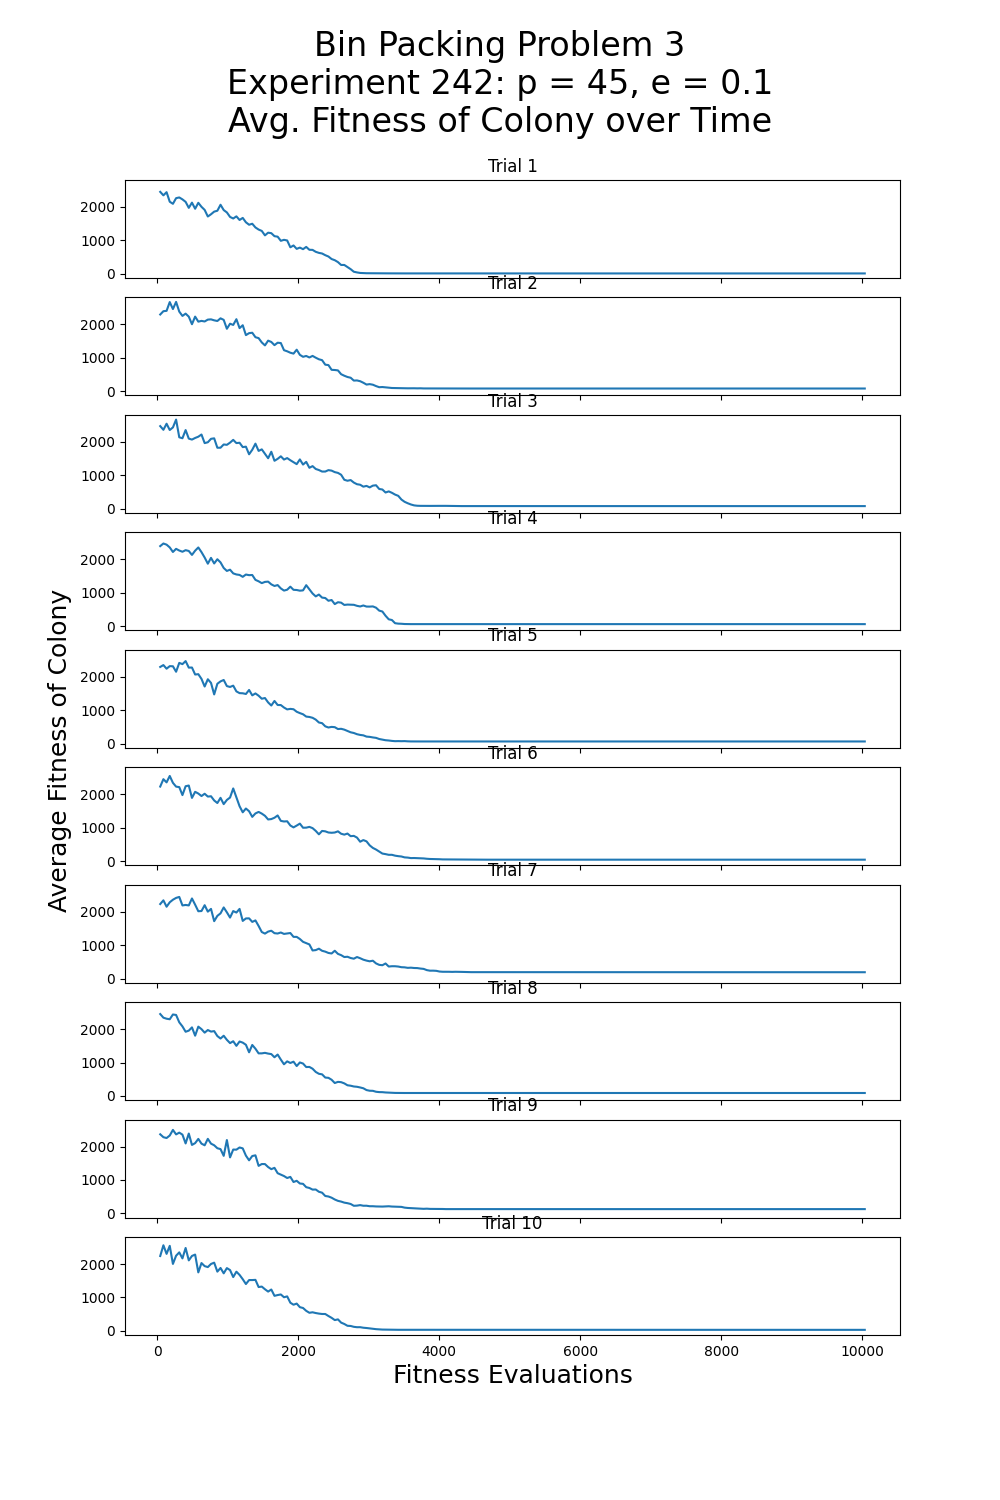 Bin Packing Problem 3
Experiment 242: p = 45, e = 0.1
Avg. Fitness of Colony over Time
Trial 1
2000
1000
0
Trial 2
2000
1000
0
Trial 3
2000
1000
0
Trial 4
2000
1000
0
Trial 5
2000
1000
0
Trial 6
2000
1000
0
Trial 7
2000
1000
0
Trial 8
2000
1000
0
Trial 9
2000
1000
0
Trial 10
2000
1000
0
0 2000 4000 6000 8000 10000
Fitness Evaluations
Average Fitness of Colony